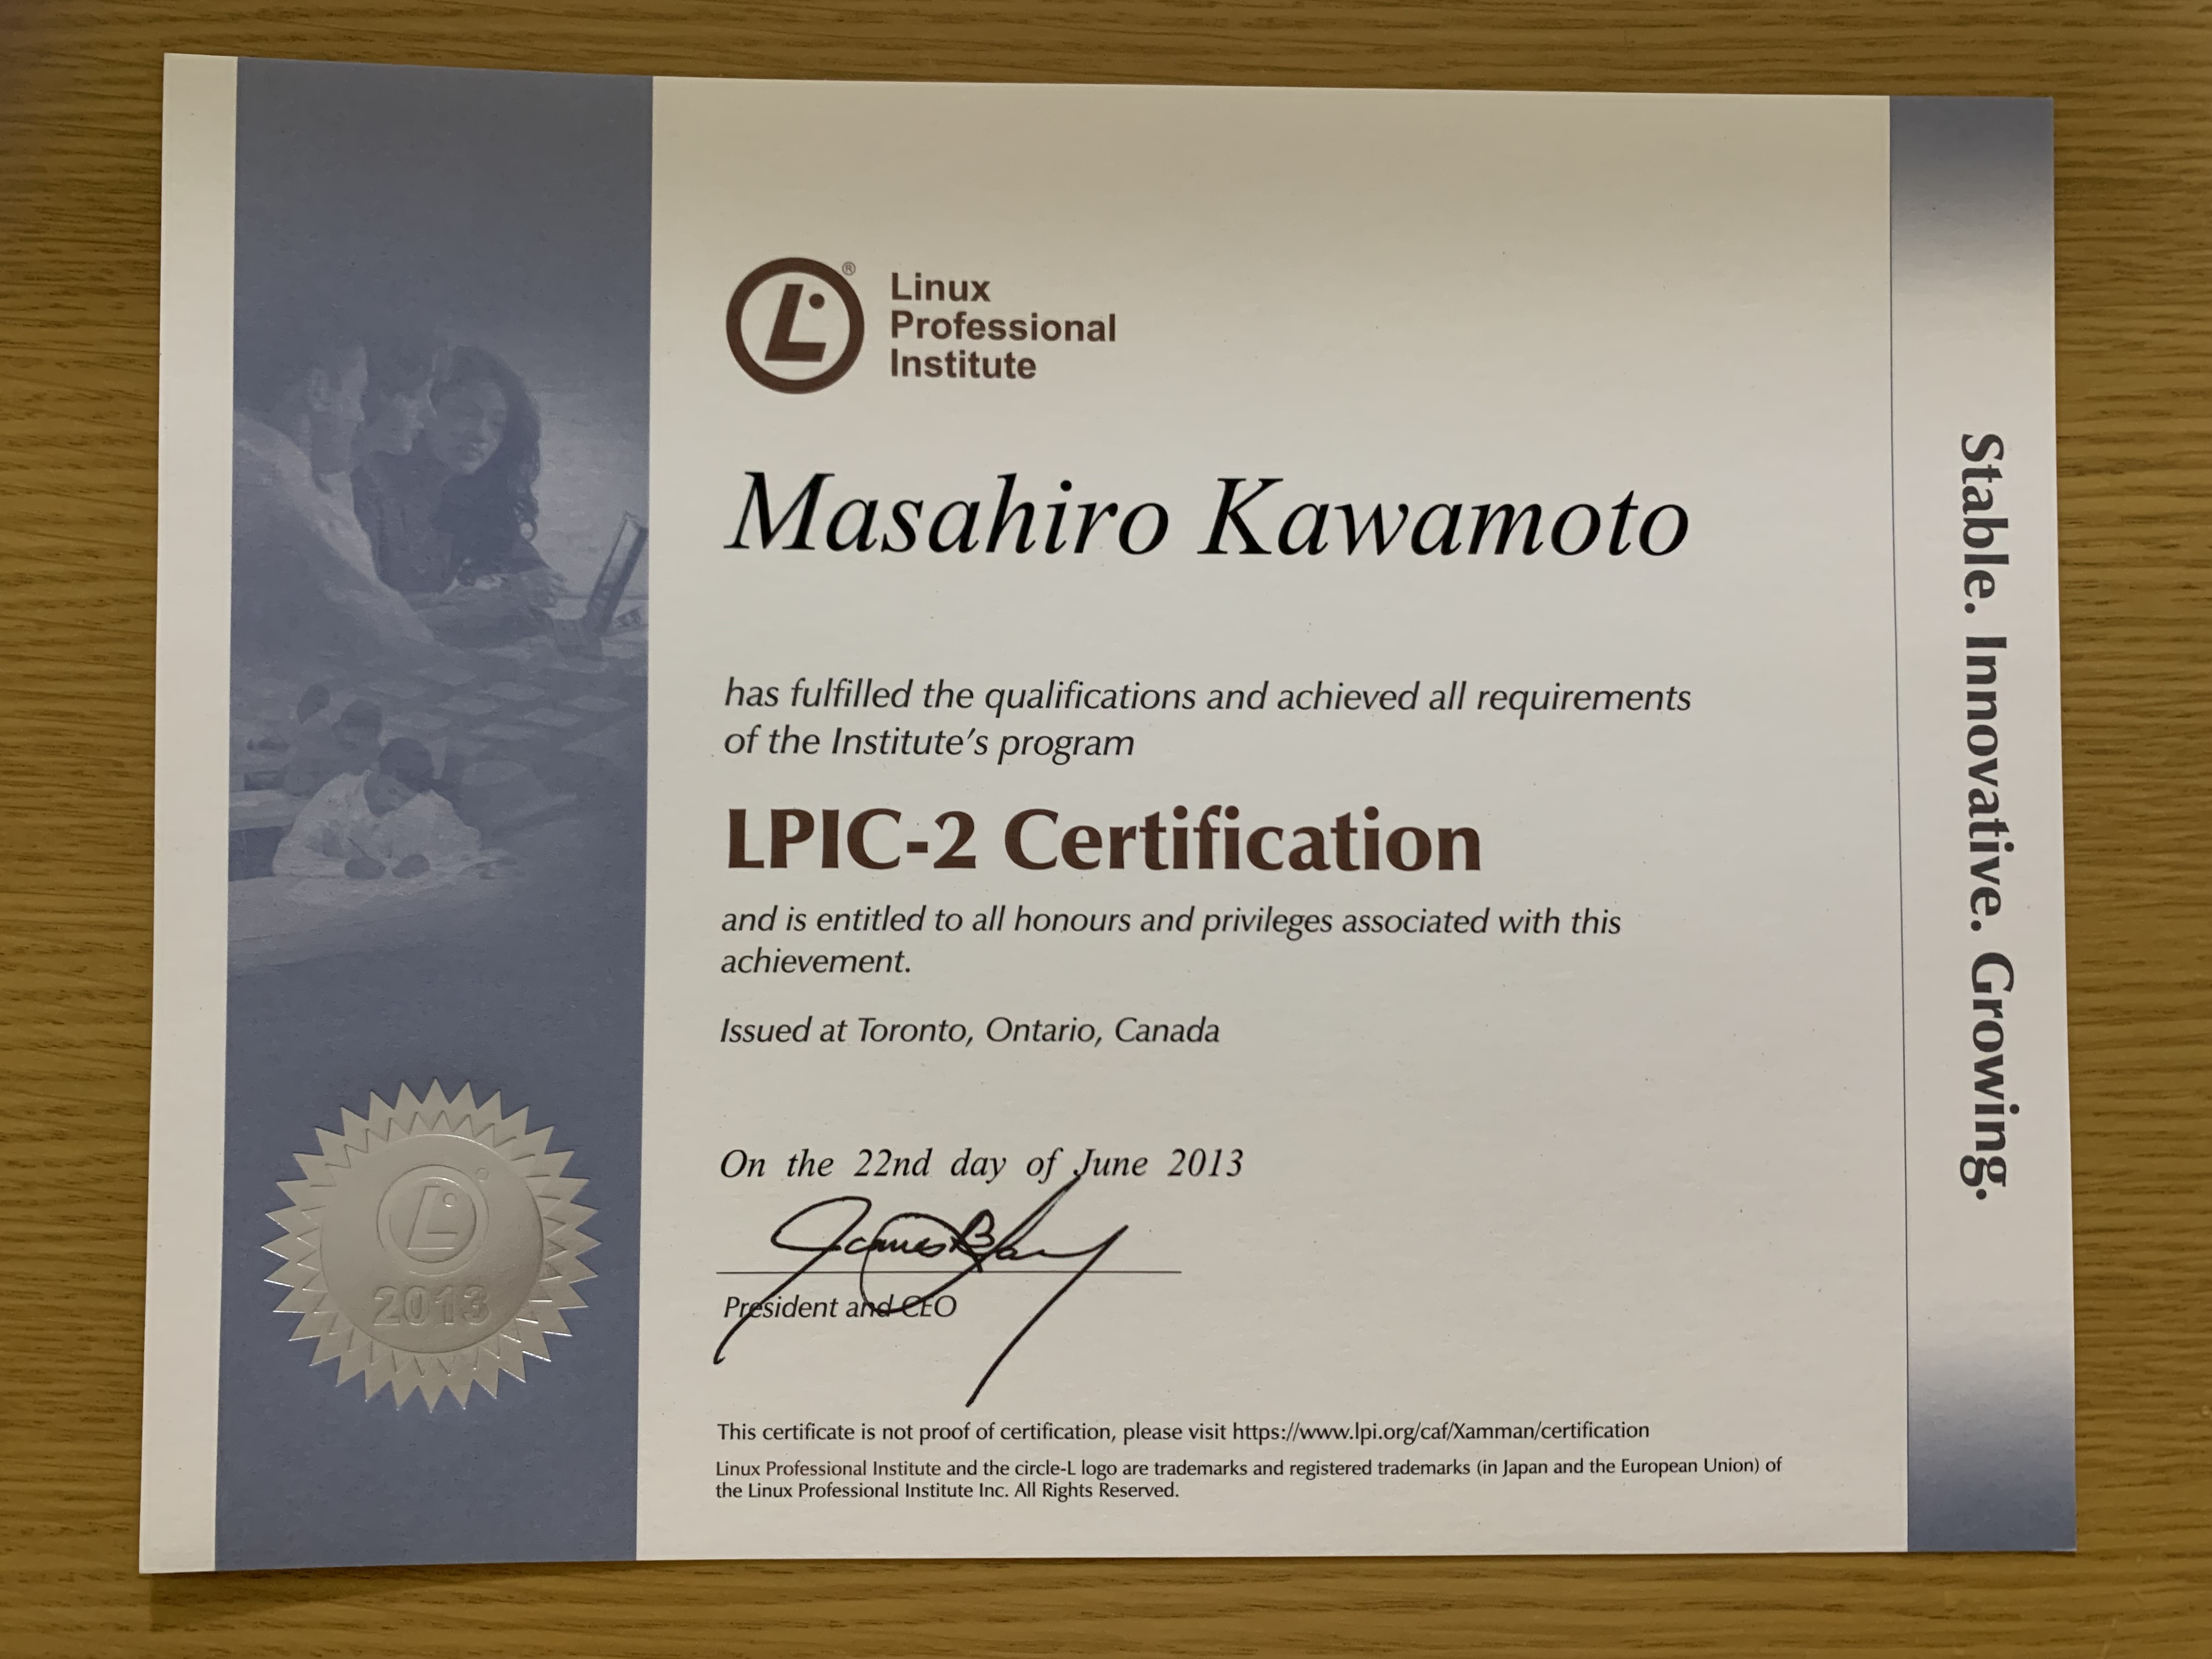 ®
Linux
Professional
Institute
Masahiro Kawamoto
has fulfilled the qualifications and achieved all requirements
of the Institute's program
LPIC-2 Certification
and is entitled to all honours and privileges associated with this
achievement.
Issued at Toronto, Ontario, Canada
On the 22nd day of June 2013
President and CEO
This certificate is not proof of certification, please visit https://www.lpi.org/caf/Xamman/certification
Linux Professional Institute and the circle-L logo are trademarks and registered trademarks (in Japan and the European Union) of
the Linux Professional Institute Inc. All Rights Reserved.
2013
Stable. Innovative. Growing.